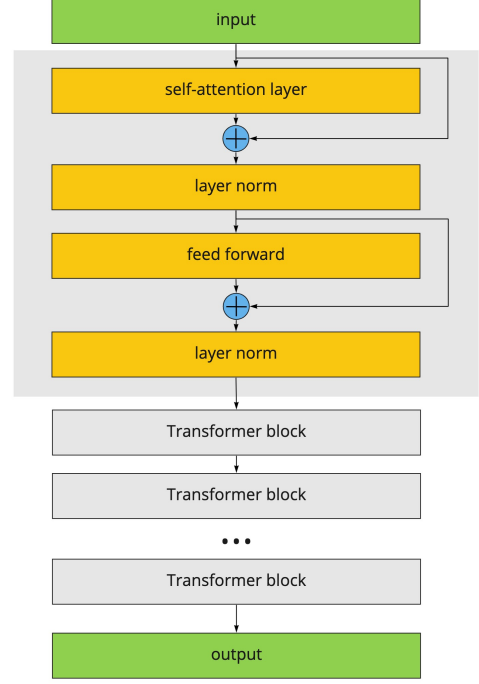 input
self-attention layer
layer norm
feed forward
layer norm
Transformer block
Transformer block
...
Transformer block
output